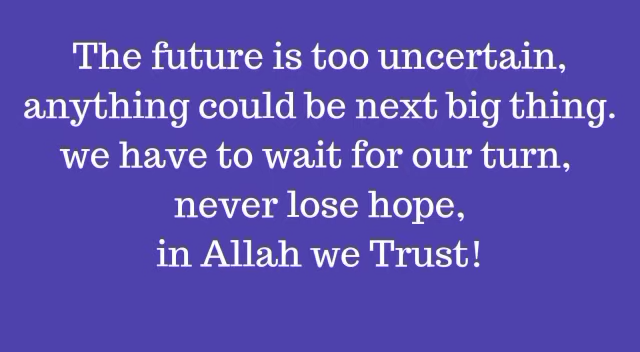 The future is too uncertain,
anything could be next big thing.
we have to wait for our turn,
never lose hope,
in Allah we Trust!